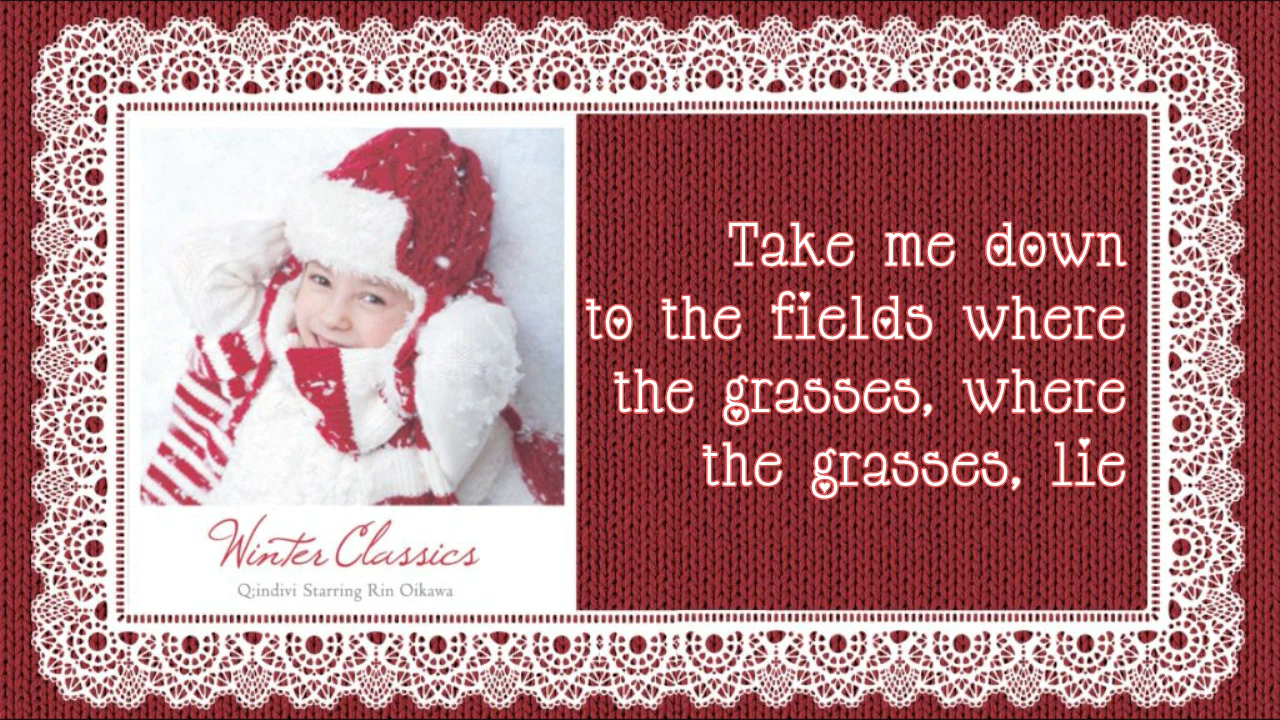 Take me down
to the fields where
the grasses, where
the grasses, lie
Winter Classics
Q;indivi Starring Rin Oikawa